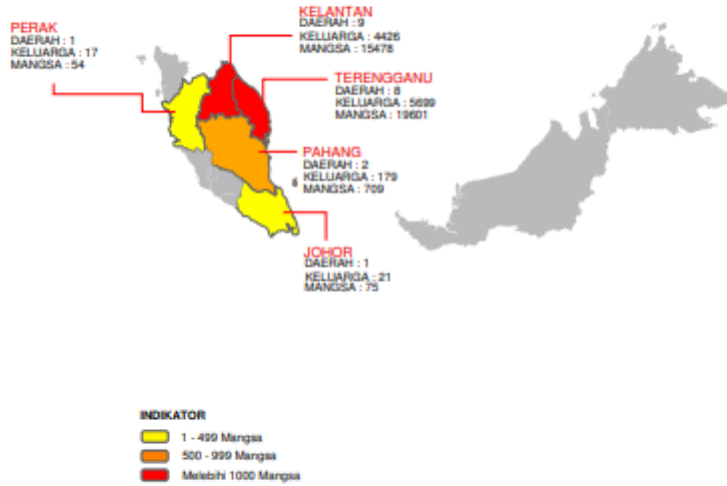 PERAK
DAERAH : 1
KELUARGA : 17
MANGSA : 54
KELANTAN
DAERAH : 9
KELUARGA : 4426
MANGSA : 15478
TERENGGANU
DAERAH : 8
KELUARGA : 5699
MANGSA : 19601
PAHANG
DAERAH : 2
KELUARGA : 179
MANGSA : 709
JOHOR
DAERAH : 1
KELUARGA : 21
MANGSA : 75
INDIKATOR
1 - 499 Mangsa
500 - 999 Mangsa
Melebihi 1000 Mangsa